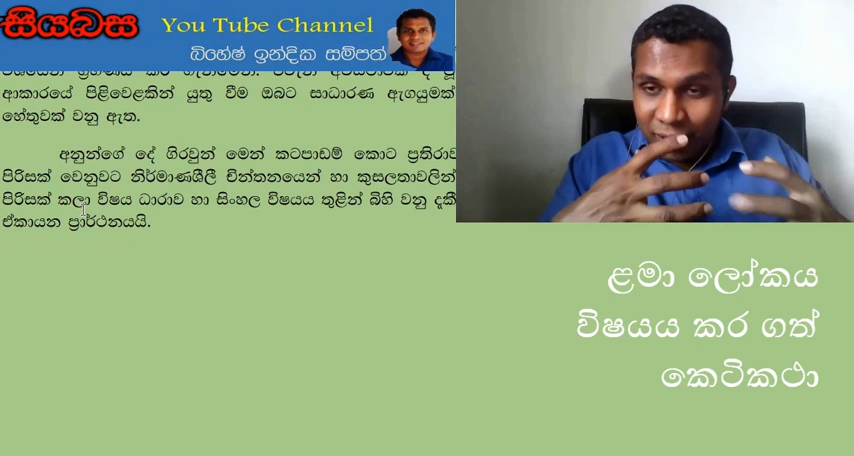 සියබස
You Tube Channel
බිහේෂ් ඉන්දික සම්පත්
ආකාරයේ පිළිවෙළකින් යුතු වීම ඔබට සාධාරණ ඇගයුමක්
හේතුවක් වනු ඇත.
අනුන්ගේ දේ ගිරවුන් මෙන් කටපාඩම් කොට ප්‍රතිරාව
පිරිසක් වෙනුවට නිර්මාණශීලී චින්තනයෙන් හා කුසලතාවලින්
පිරිසක් කලා විෂය ධාරාව හා සිංහල විෂයය තුළින් බිහි වනු දැකී
ඒකායන ප්‍රාර්ථනයයි.
ළමා ලෝකය
විෂයය කර ගත්
කෙටිකථා